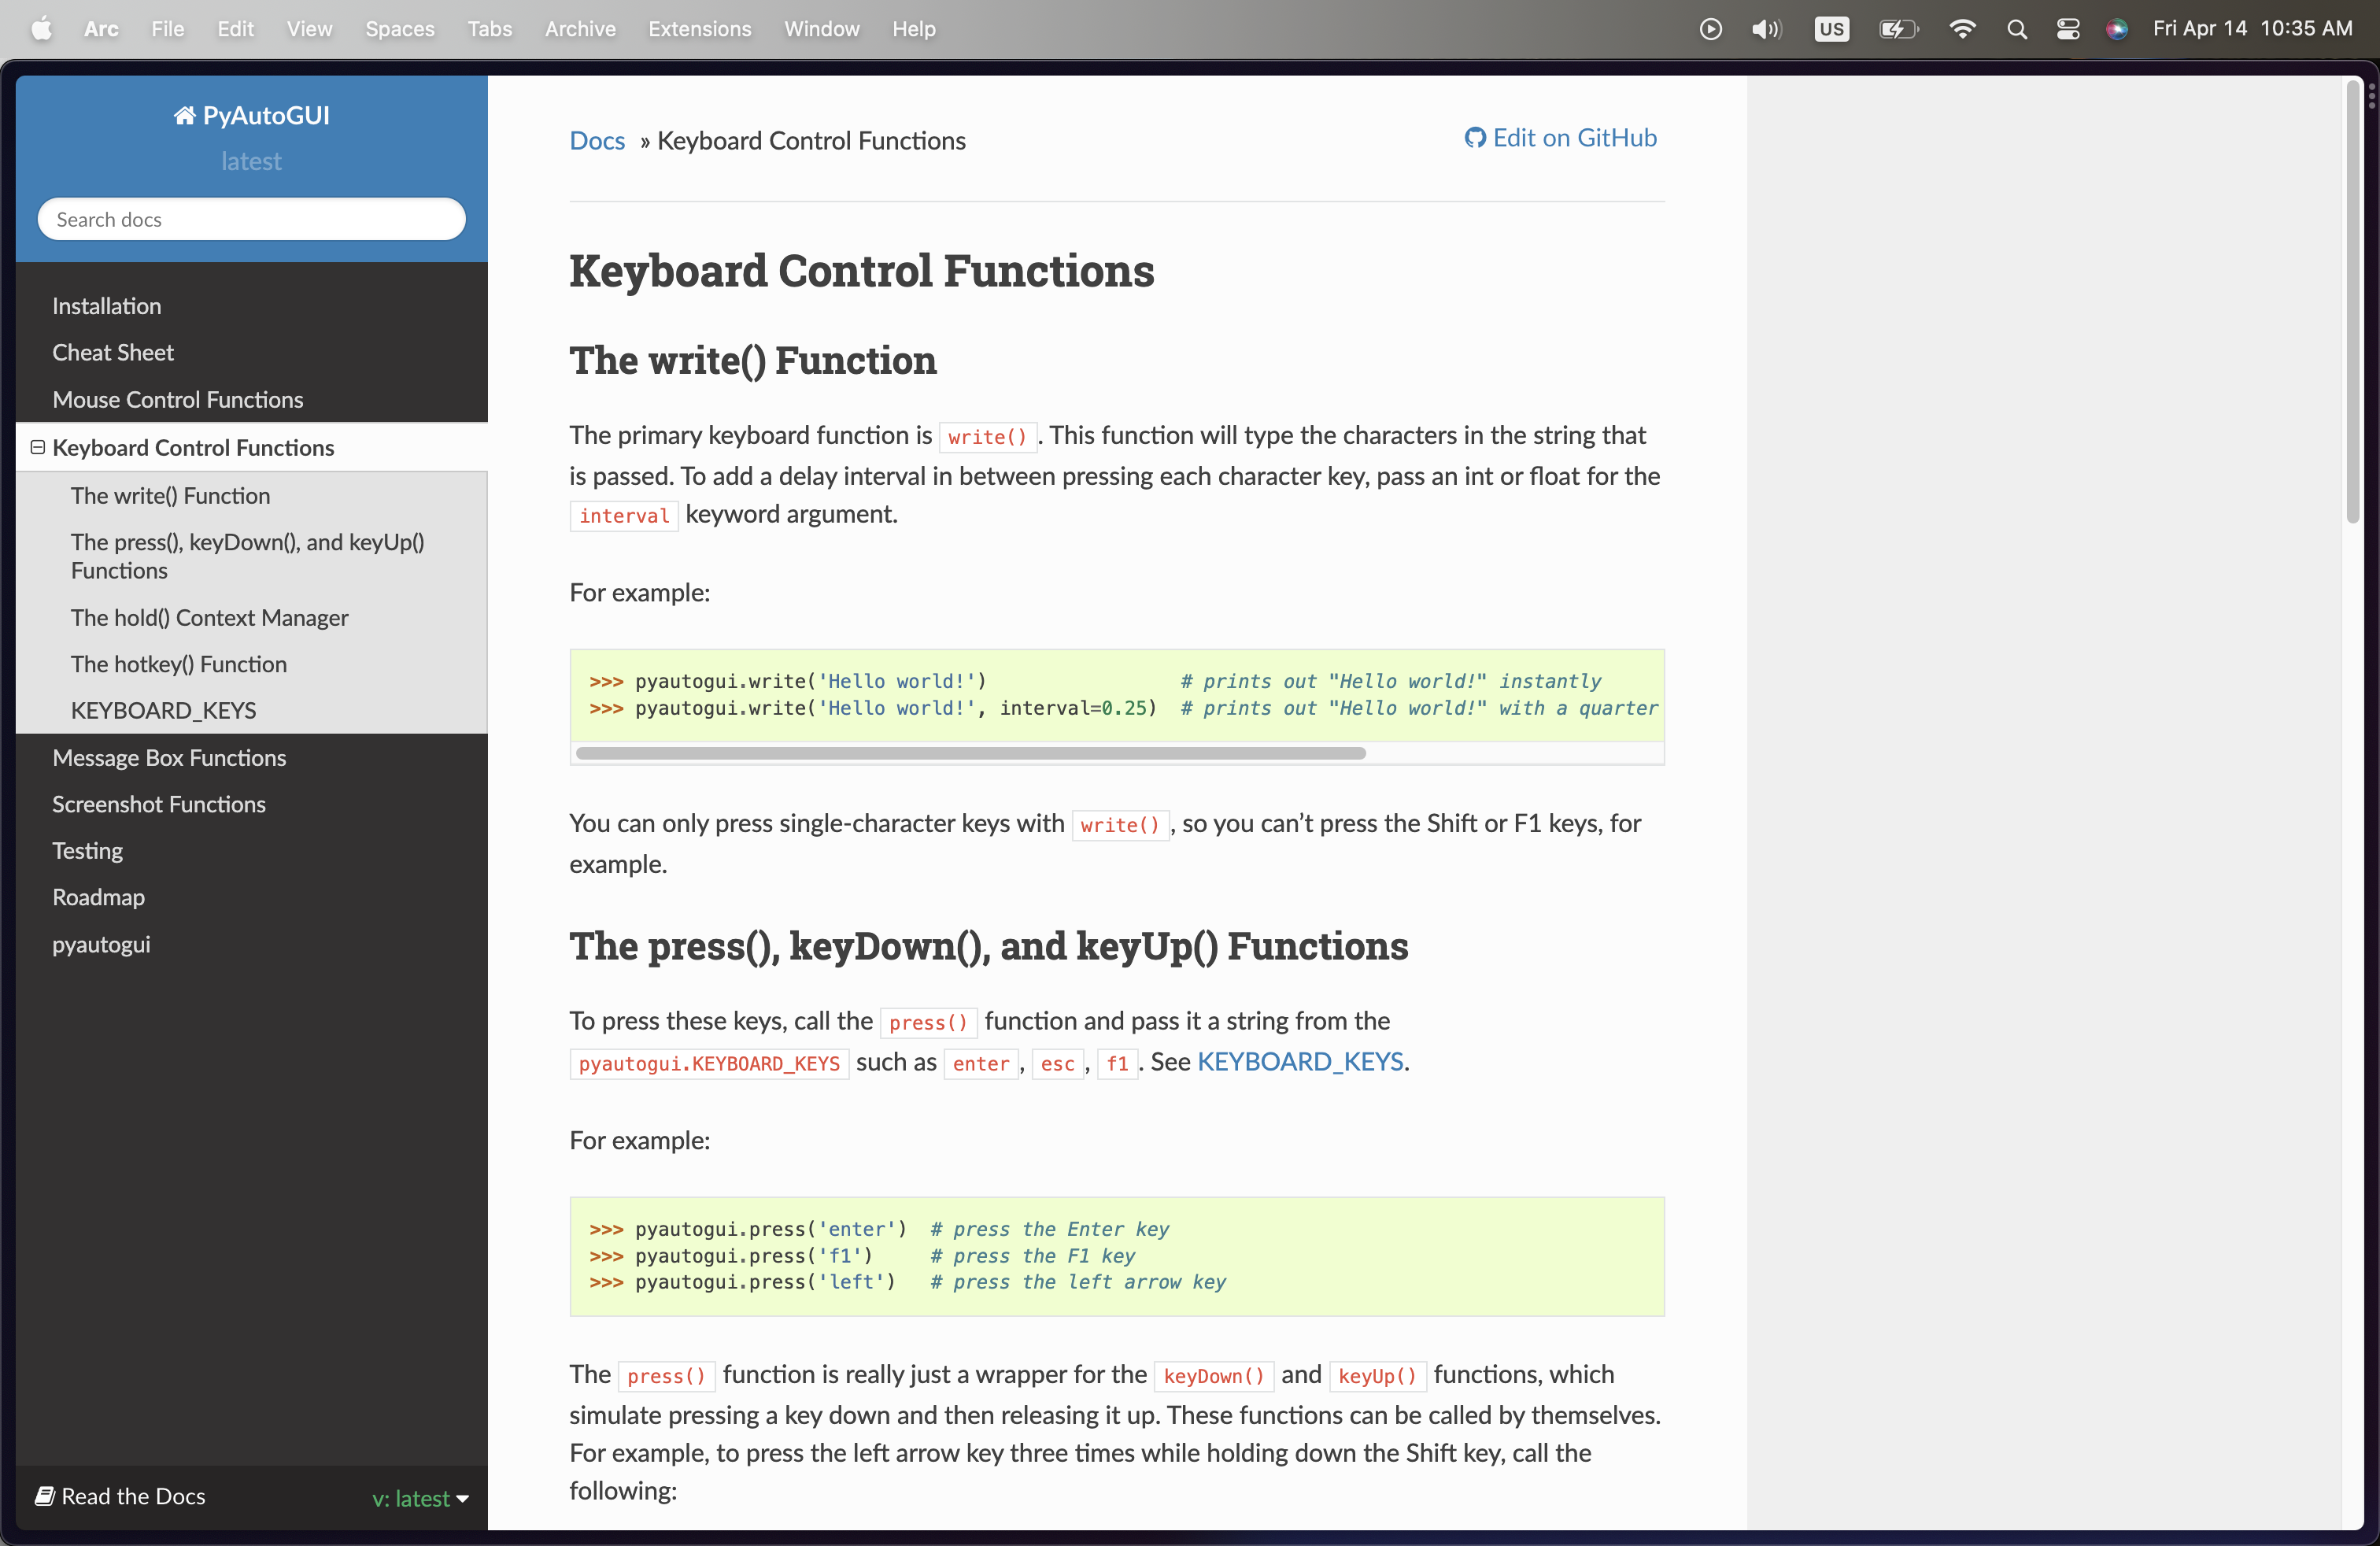 Arc File Edit View Spaces Tabs Archive Extensions Window Help US Fri Apr 14 10:35 AM
PyAutoGUI
latest
Search docs
Installation
Cheat Sheet
Mouse Control Functions
Keyboard Control Functions
The write() Function
The press(), keyDown(), and keyUp()
Functions
The hold() Context Manager
The hotkey() Function
KEYBOARD_KEYS
Message Box Functions
Screenshot Functions
Testing
Roadmap
pyautogui
Read the Docs v: latest
Docs » Keyboard Control Functions Edit on GitHub
Keyboard Control Functions
The write() Function
The primary keyboard function is write(). This function will type the characters in the string that
is passed. To add a delay interval in between pressing each character key, pass an int or float for the
interval keyword argument.
For example:
>>> pyautogui.write('Hello world!') # prints out "Hello world!" instantly
>>> pyautogui.write('Hello world!', interval=0.25) # prints out "Hello world!" with a quarter
You can only press single-character keys with write(), so you can’t press the Shift or F1 keys, for
example.
The press(), keyDown(), and keyUp() Functions
To press these keys, call the press() function and pass it a string from the
pyautogui.KEYBOARD_KEYS such as enter, esc, f1. See KEYBOARD_KEYS.
For example:
>>> pyautogui.press('enter') # press the Enter key
>>> pyautogui.press('f1') # press the F1 key
>>> pyautogui.press('left') # press the left arrow key
The press() function is really just a wrapper for the keyDown() and keyUp() functions, which
simulate pressing a key down and then releasing it up. These functions can be called by themselves.
For example, to press the left arrow key three times while holding down the Shift key, call the
following: